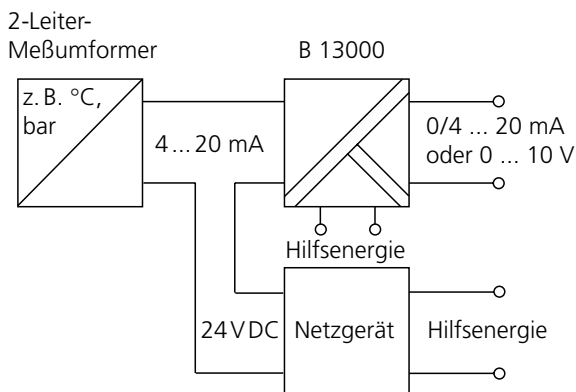 2-Leiter-
Meßumformer
B 13000
z. B. °C,
bar
4 ... 20 mA
0/4 ... 20 mA
oder 0 ... 10 V
Hilfsenergie
24 V DC
Netzgerät
Hilfsenergie